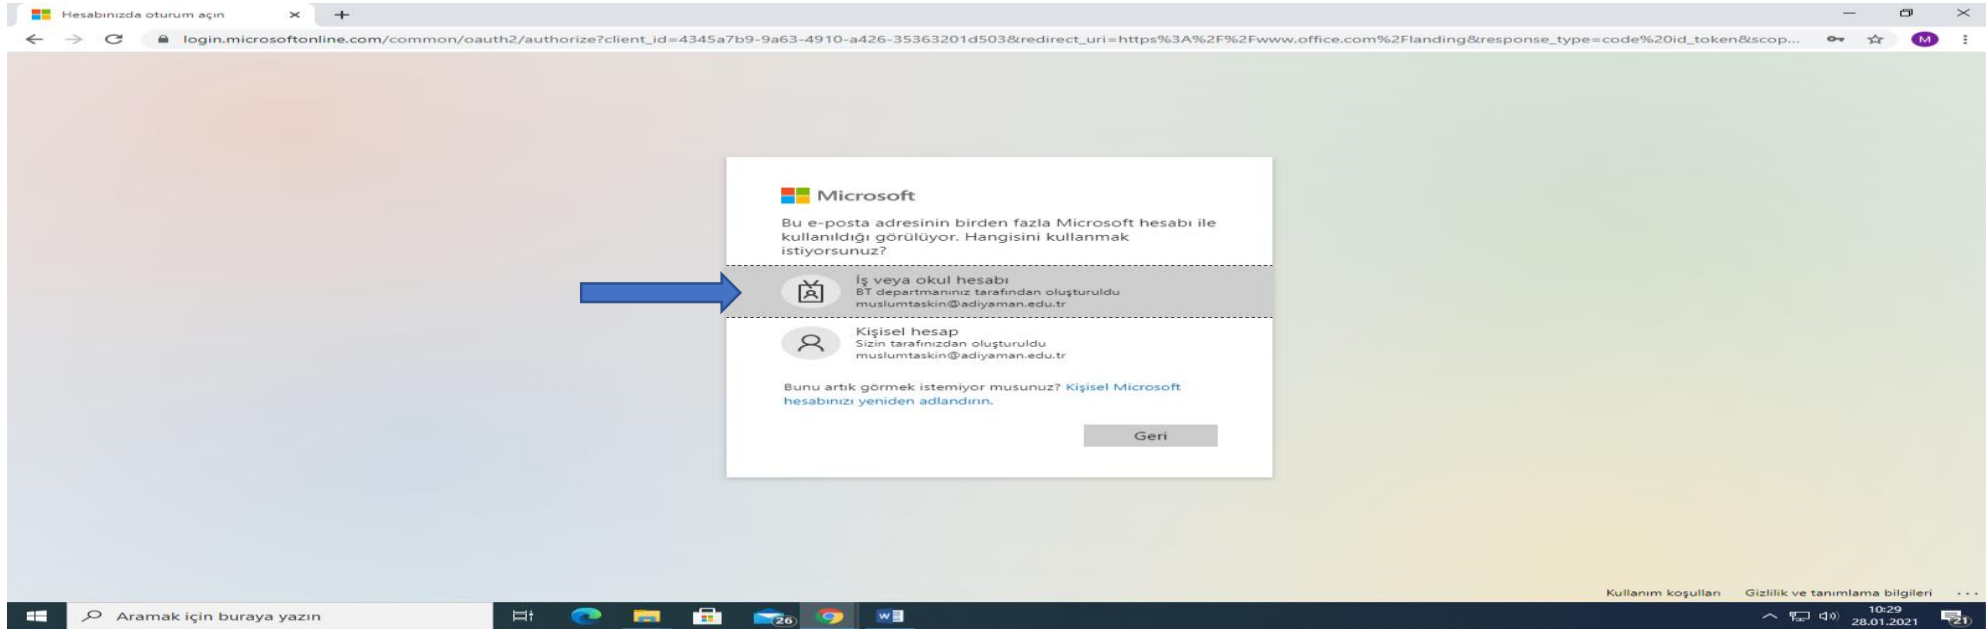 Hesabınızda oturum açın
login.microsoftonline.com/common/oauth2/authorize?client_id=4345a7b9-9a63-4910-a426-35363201d503&redirect_uri=https%3A%2F%2Fwww.office.com%2Flanding&response_type=code%20id_token&scop...
M
Microsoft
Bu e-posta adresinin birden fazla Microsoft hesabı ile
kullanıldığı görülüyor. Hangisini kullanmak
istiyorsunuz?
İş veya okul hesabı
BT departmanınız tarafından oluşturuldu
muslumtaskin@adiyaman.edu.tr
Kişisel hesap
Sizin tarafınızdan oluşturuldu
muslumtaskin@adiyaman.edu.tr
Bunu artık görmek istemiyor musunuz? Kişisel Microsoft
hesabınızı yeniden adlandırın.
Geri
Kullanım koşulları Gizlilik ve tanımlama bilgileri ...
Aramak için buraya yazın
26
W
10:29
28.01.2021
21